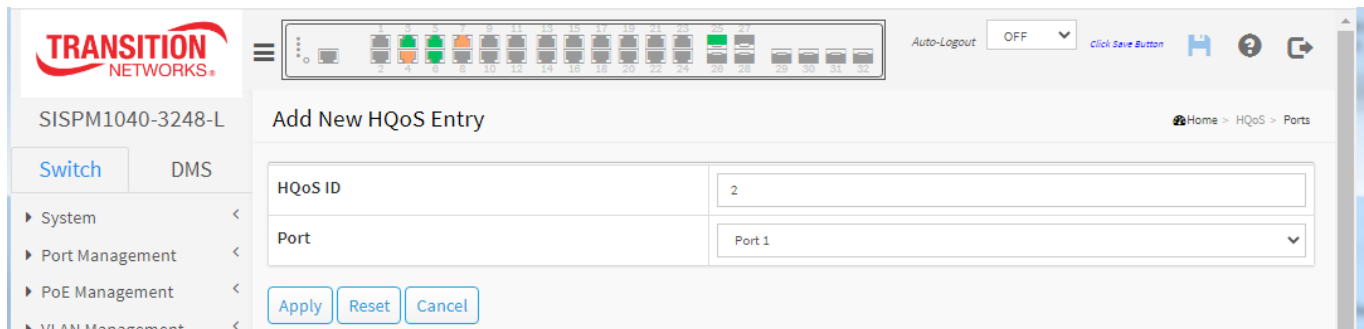 1 3 5 7 9 11 13 15 17 19 21 23 25 27
TRANSITION
NETWORKS®
2 4 6 8 10 12 14 16 18 20 22 24 26 28 29 30 31 32
Auto-Logout OFF Click Save Button
SISPM1040-3248-L
Add New HQoS Entry
Home > HQoS > Ports
Switch DMS
HQoS ID 2
System
Port Port 1
Port Management
PoE Management
Apply Reset Cancel
VLAN Management